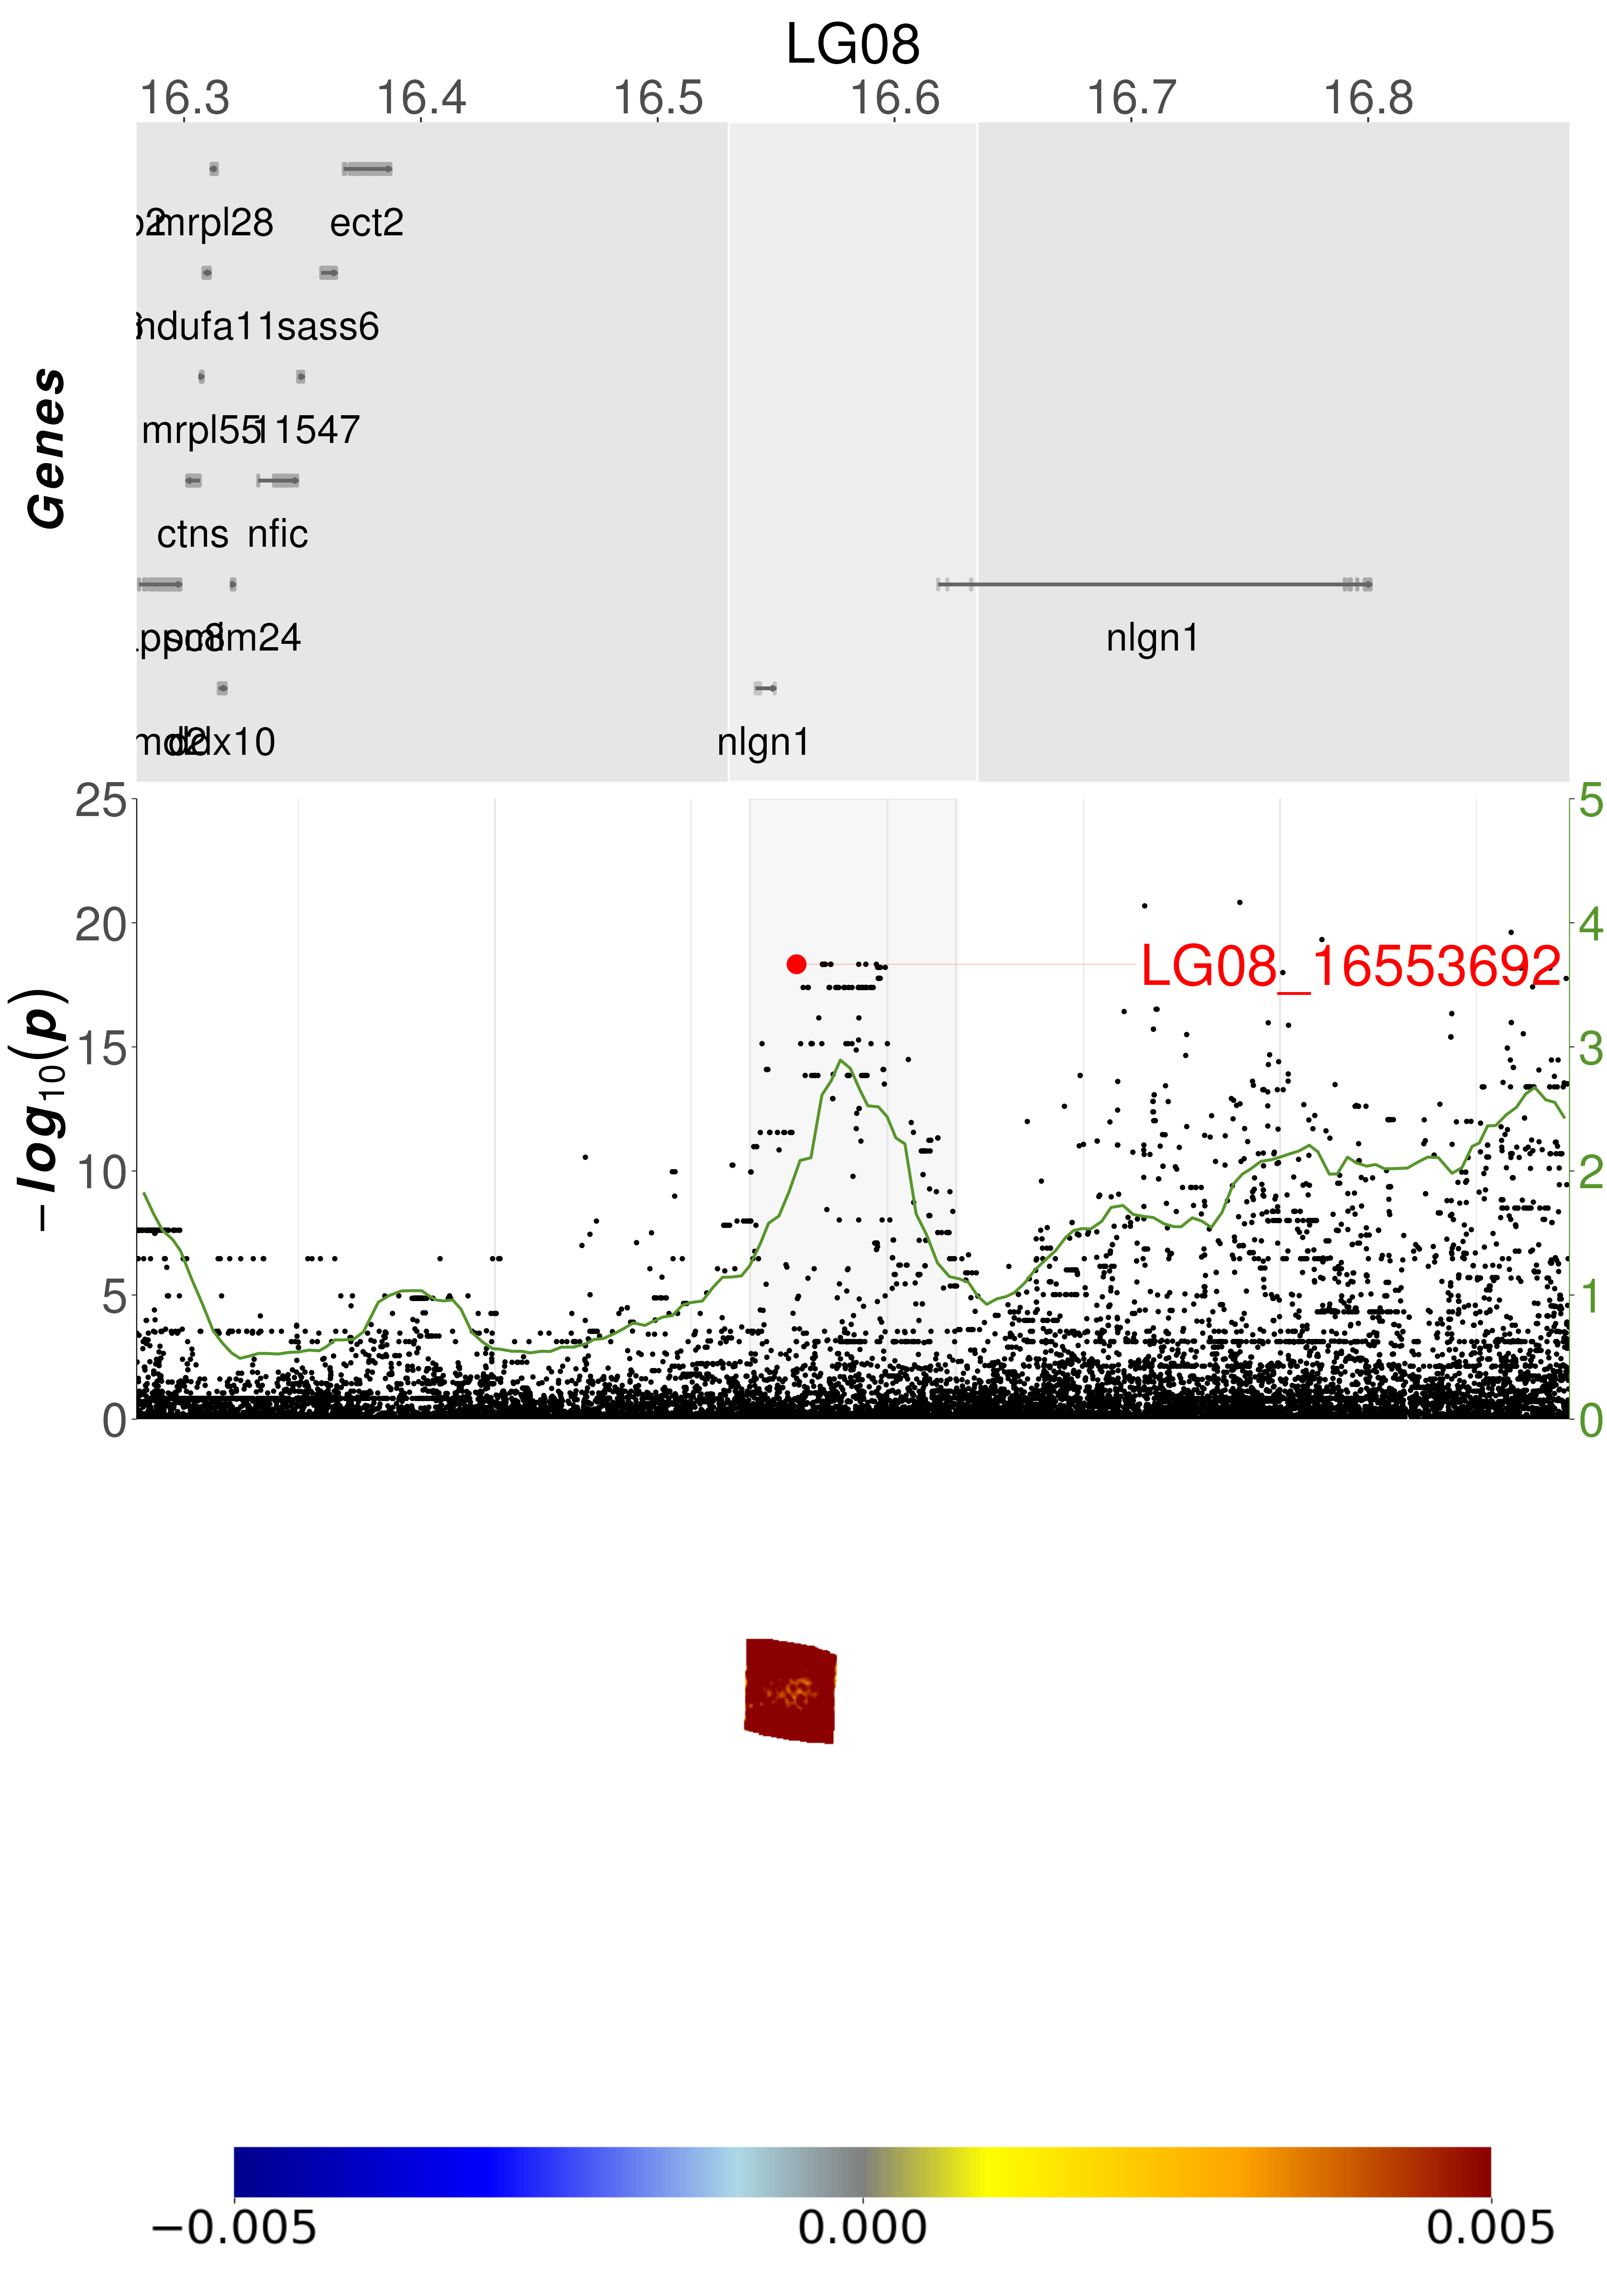 LG08
16.3 16.4 16.5 16.6 16.7 16.8
mrpl28 ect2
ndufa11 sass6
mrpl55 11547
ctns nfic
nlgn1
nlgn1
Genes
25 5
20 4
LG08_16553692
15 3
10 2
5 1
0 0
−log10(p)
−0.005 0.000 0.005